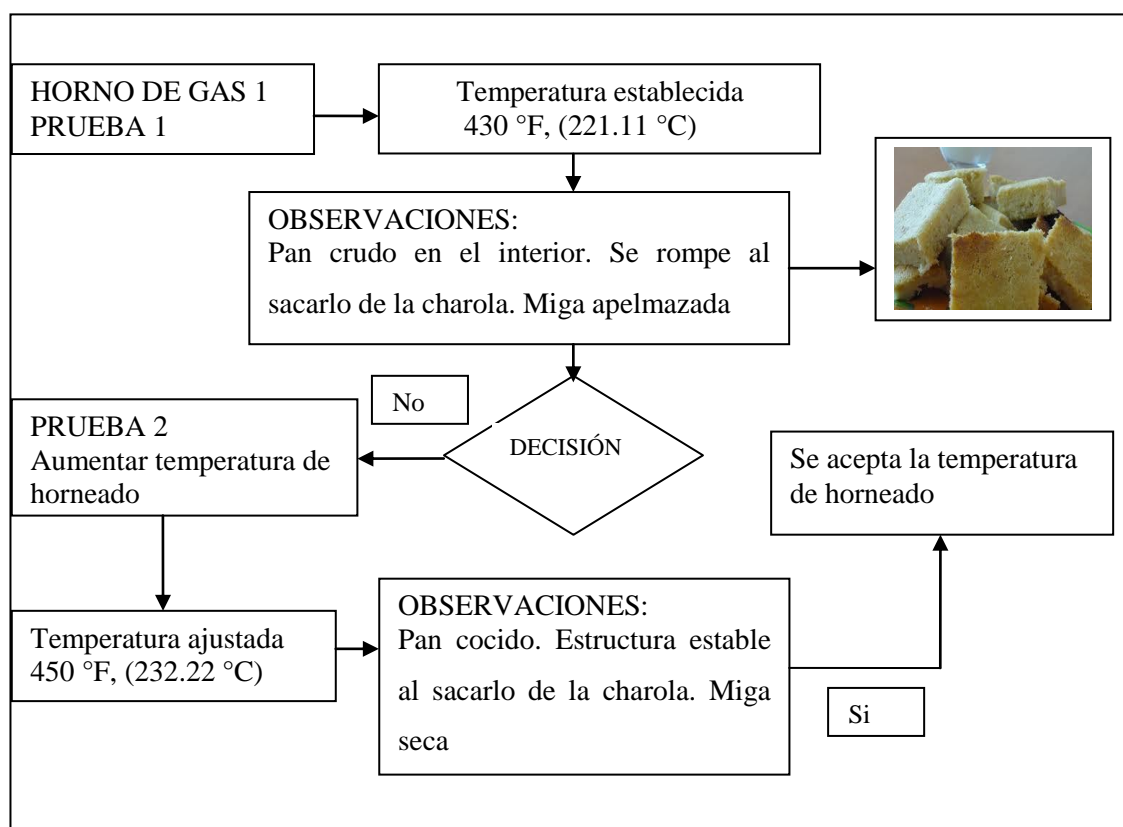 HORNO DE GAS 1
PRUEBA 1
Temperatura establecida
430 °F, (221.11 °C)
OBSERVACIONES:
Pan crudo en el interior. Se rompe al
sacarlo de la charola. Miga apelmazada
No
DECISIÓN
PRUEBA 2
Aumentar temperatura de
horneado
Se acepta la temperatura
de horneado
Temperatura ajustada
450 °F, (232.22 °C)
OBSERVACIONES:
Pan cocido. Estructura estable
al sacarlo de la charola. Miga
seca
Si